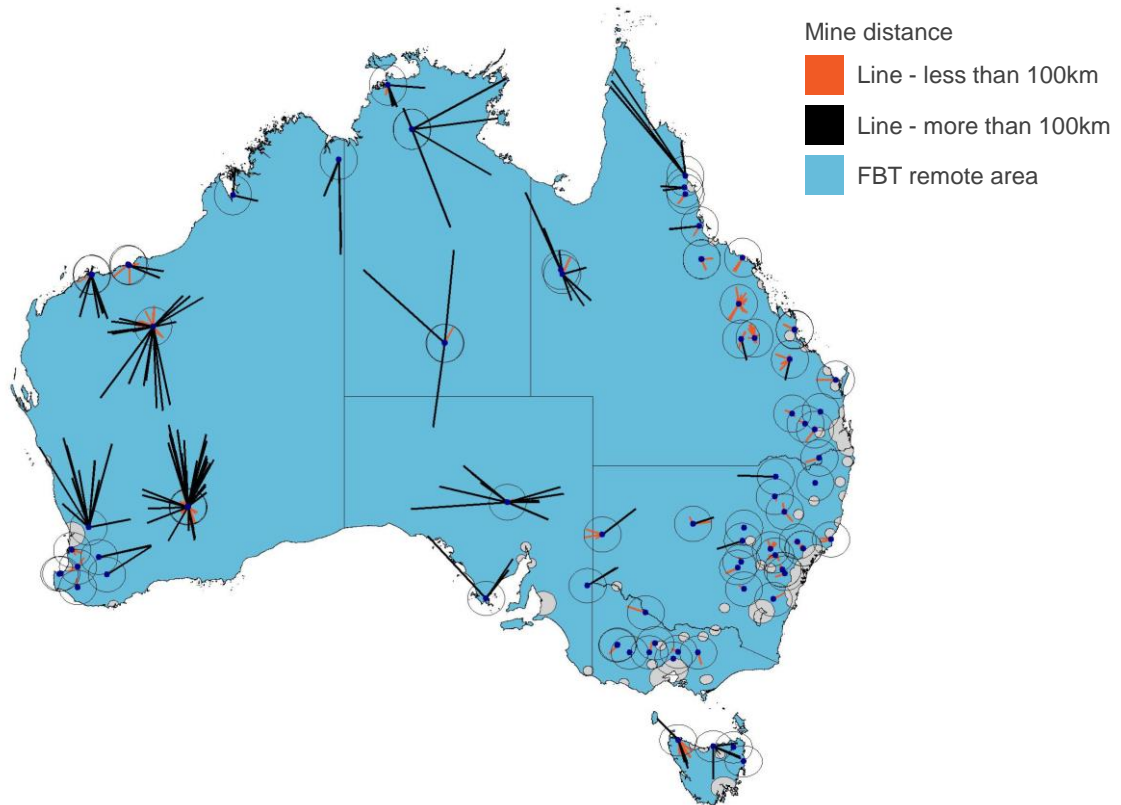 Mine distance
Line - less than 100km
Line - more than 100km
FBT remote area